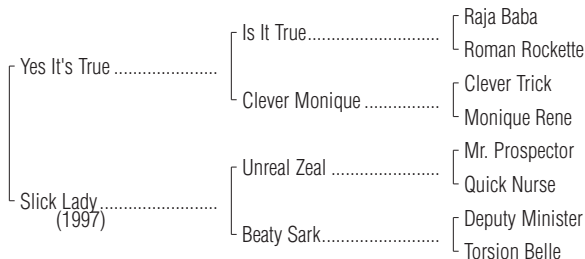 Raja Baba
Is It True
Roman Rockette
Yes It's True
Clever Trick
Clever Monique
Monique Rene
Mr. Prospector
Unreal Zeal
Quick Nurse
Slick Lady
(1997)
Deputy Minister
Beaty Sark
Torsion Belle